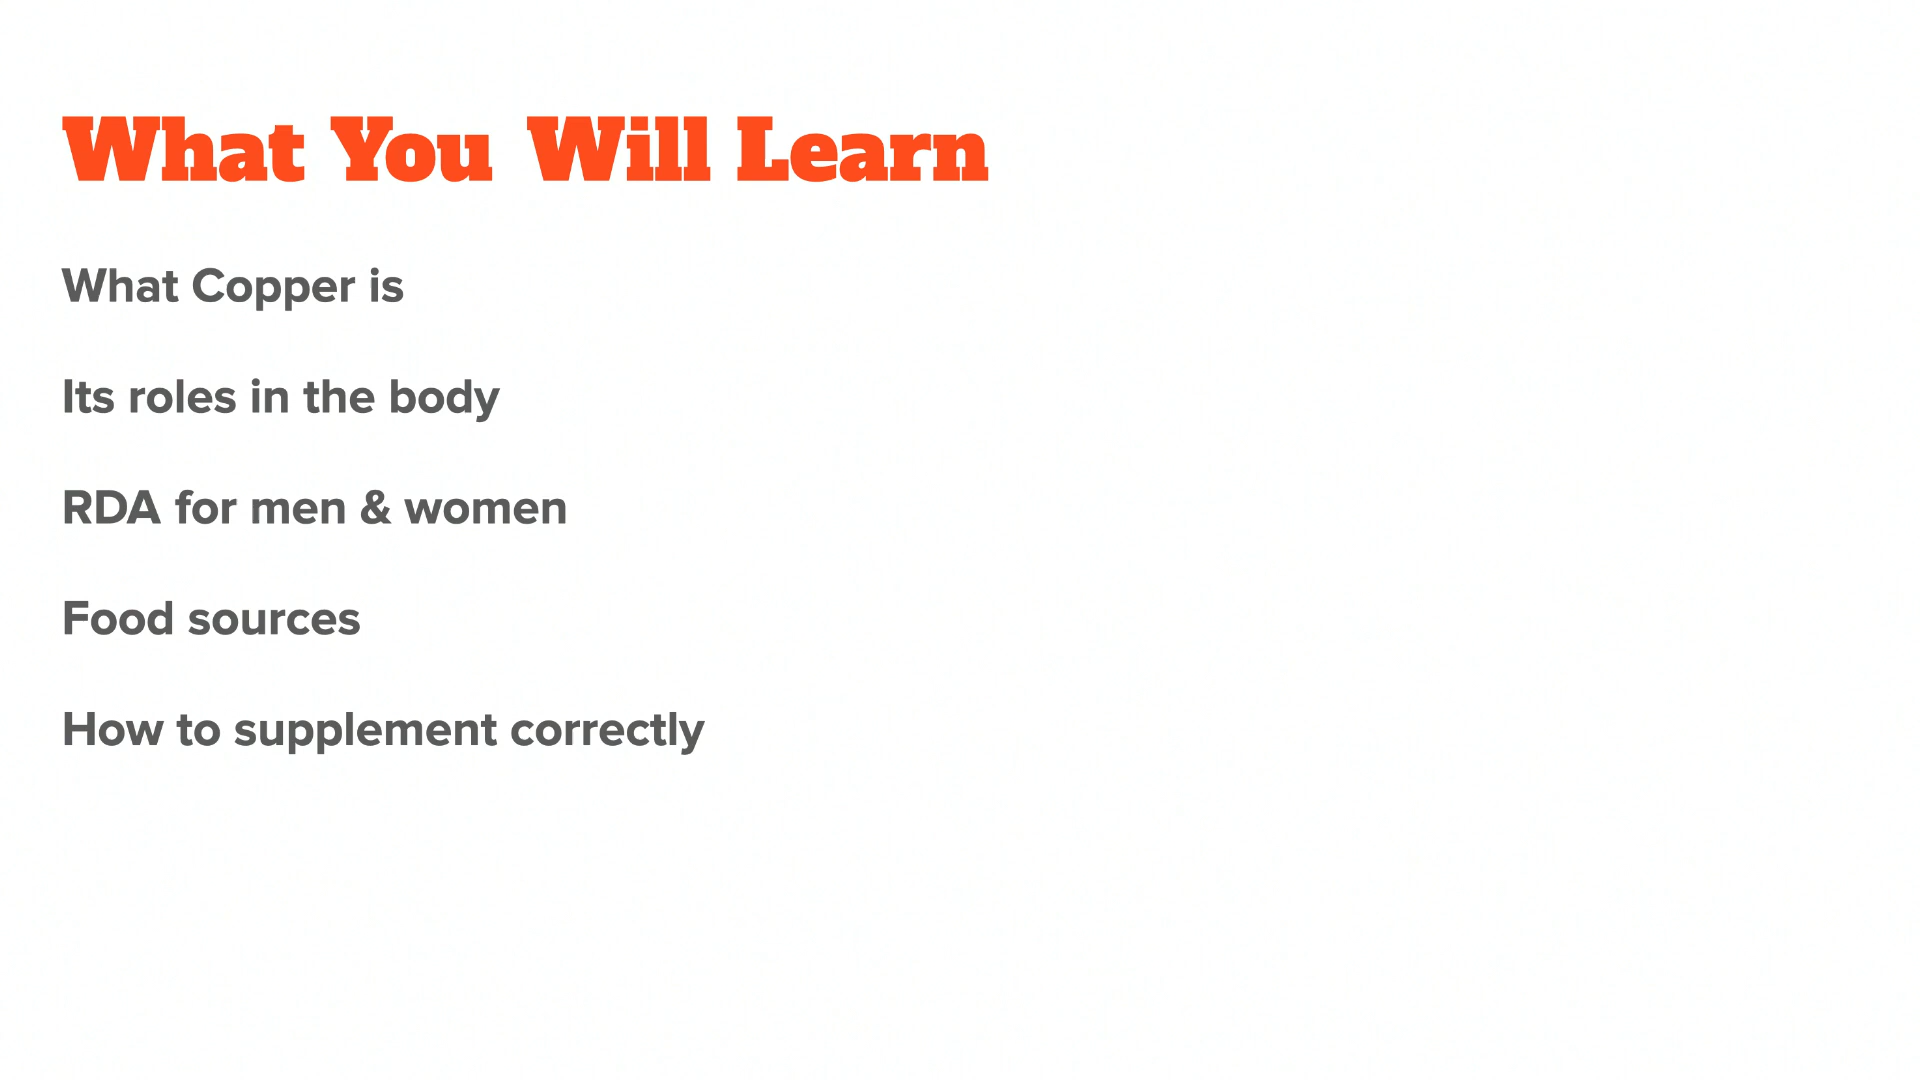 What You Will Learn
What Copper is
Its roles in the body
RDA for men & women
Food sources
How to supplement correctly